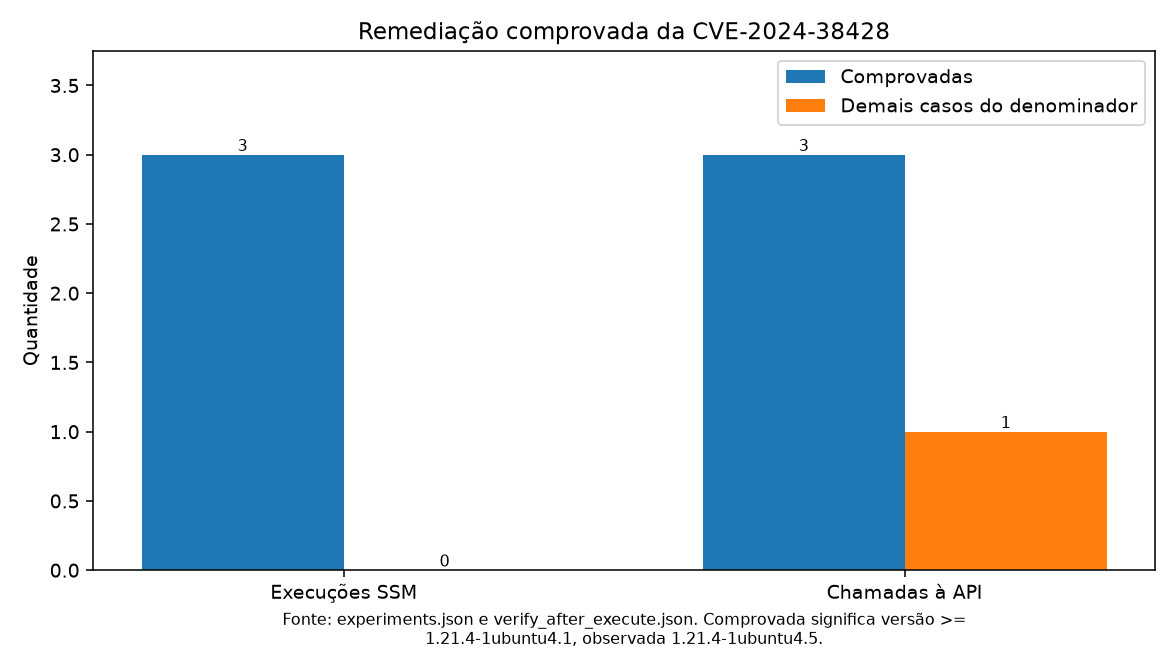 Remediação comprovada da CVE-2024-38428
Comprovadas
Demais casos do denominador
Quantidade
3.5
3.0
2.5
2.0
1.5
1.0
0.5
0.0
3
0
3
1
Execuções SSM
Chamadas à API
Fonte: experiments.json e verify_after_execute.json. Comprovada significa versão >=
1.21.4-1ubuntu4.1, observada 1.21.4-1ubuntu4.5.